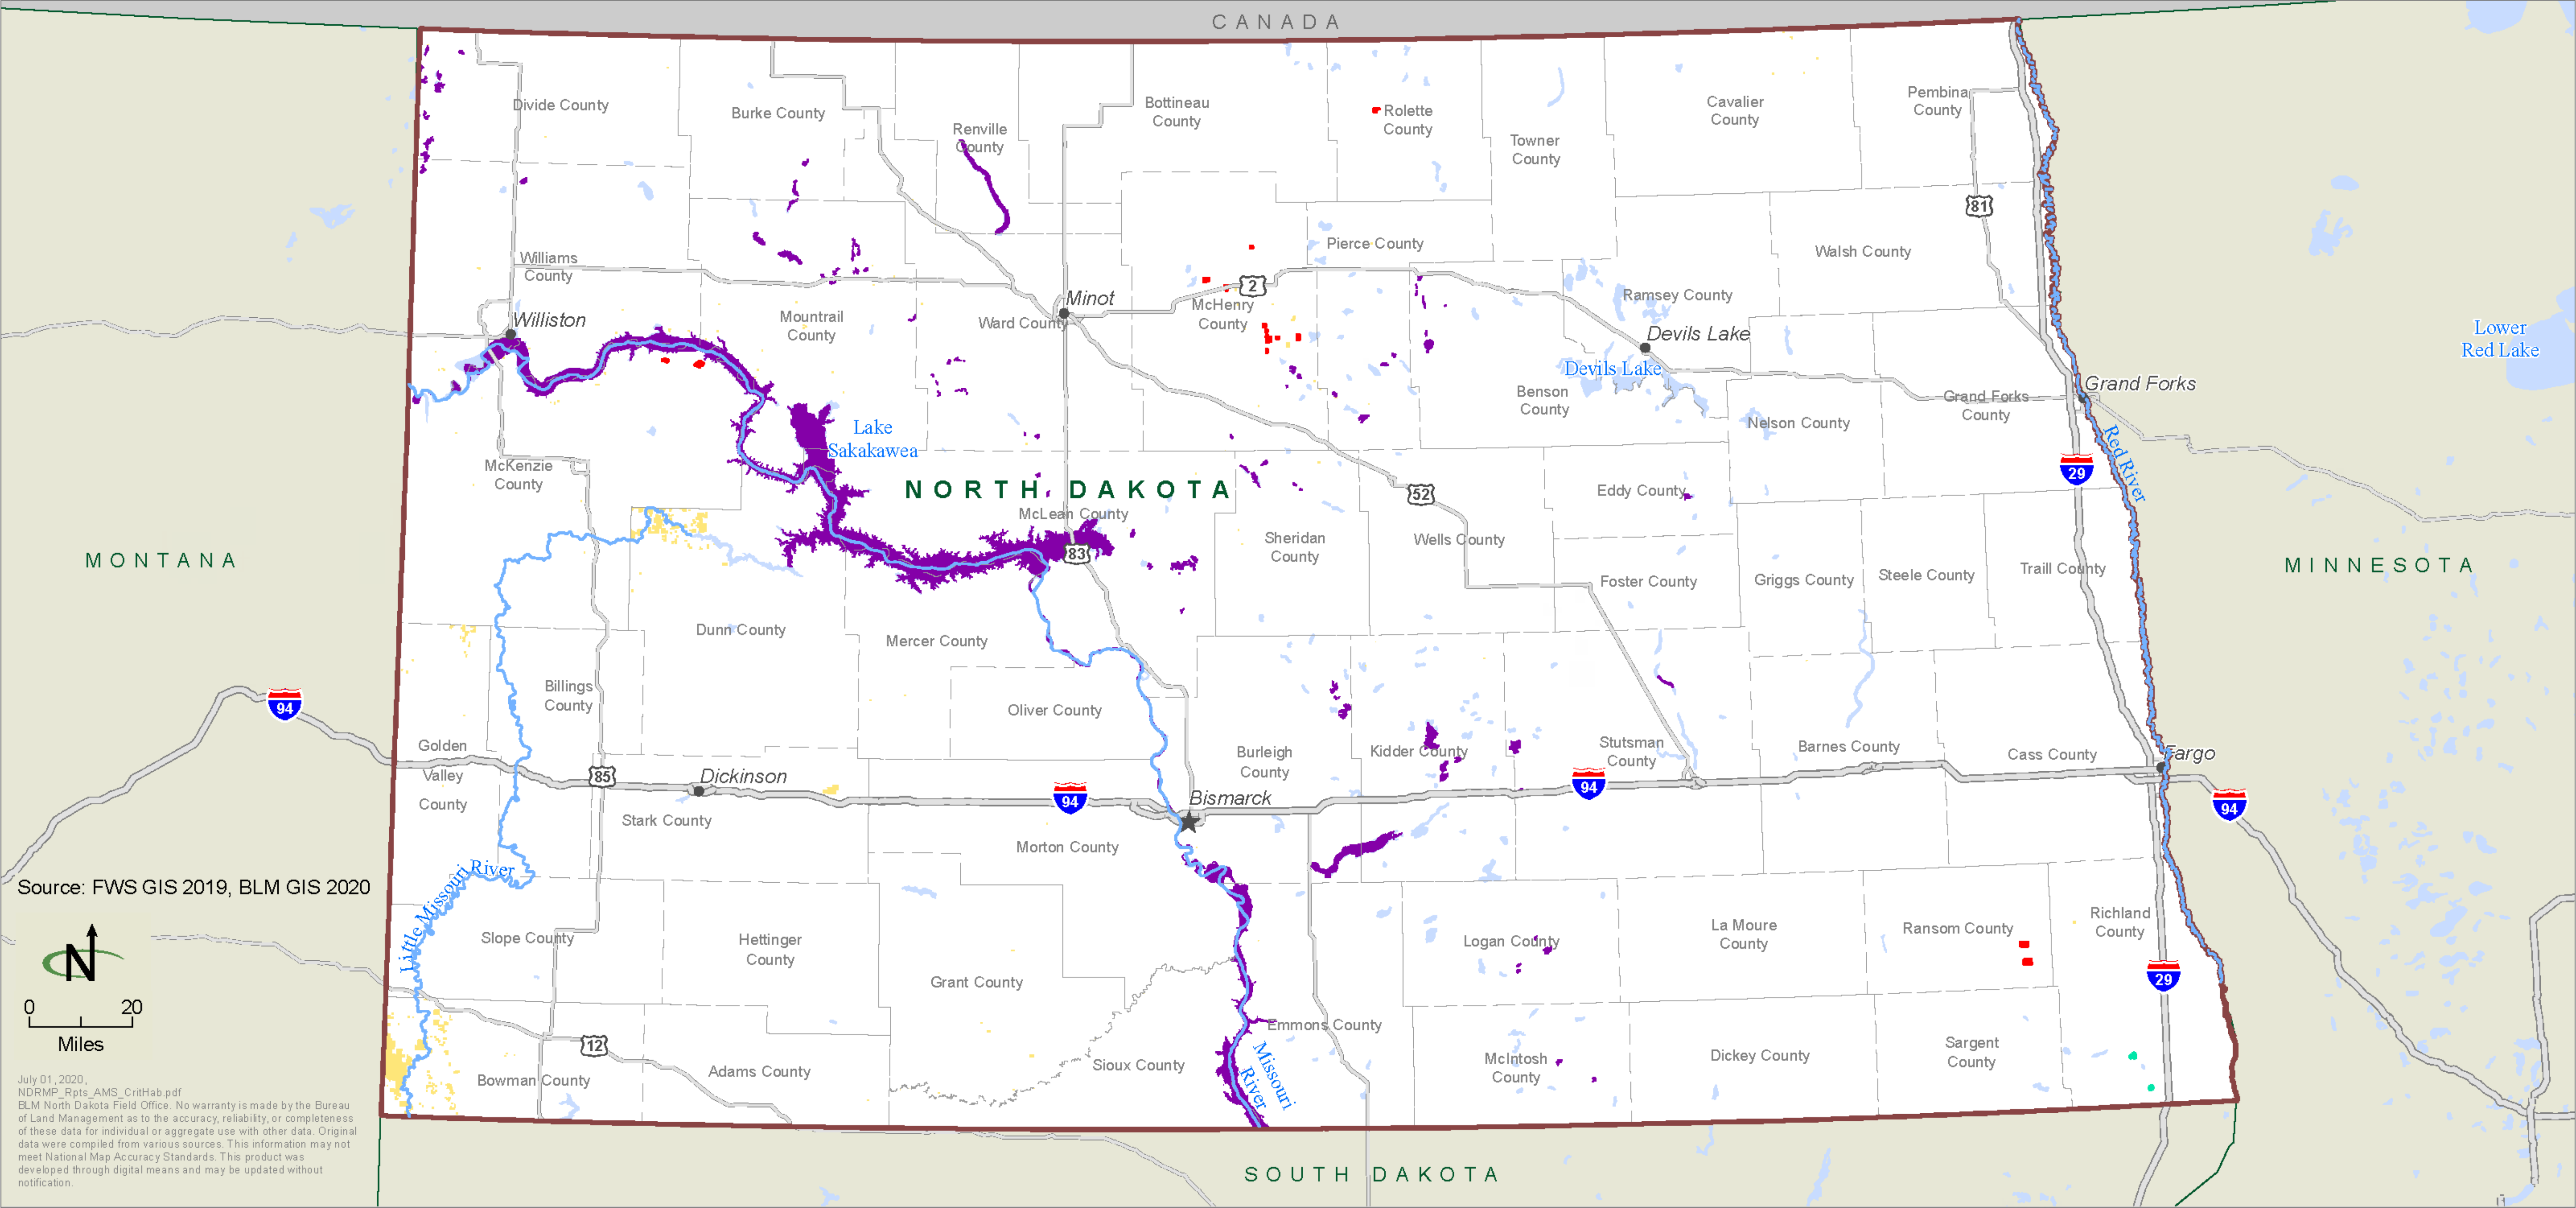 CANADA
Divide County
Burke County
Renville
County
Bottineau
County
Rolette
County
Towner
County
Cavalier
County
Pembina
County
81
Williams
County
Pierce County
Walsh County
2
McHenry
County
Ramsey County
Minot
Williston
Mountrail
County
Ward County
Devils Lake
Devils Lake
Lower
Red Lake
Benson
County
Grand Forks
Grand Forks
County
Nelson County
Lake
Sakakawea
Red River
29
McKenzie
County
NORTH DAKOTA
McLean County
52
Eddy County
83
Sheridan
County
Wells County
MONTANA
MINNESOTA
Foster County
Griggs County
Steele County
Traill County
Dunn County
Mercer County
94
Billings
County
Oliver County
Golden
Valley
County
Burleigh
County
Kidder County
Stutsman
County
Barnes County
Cass County
Fargo
85
Dickinson
94
Bismarck
94
94
Stark County
Morton County
Little Missouri River
Source: FWS GIS 2019, BLM GIS 2020
N
Slope County
Hettinger
County
Grant County
Logan County
La Moure
County
Ransom County
Richland
County
29
0 20
Miles
12
Emmons County
Missouri
River
Sioux County
McIntosh
County
Dickey County
Sargent
County
Bowman County
Adams County
July 01, 2020,
NDRMP_Rpts_AMS_CritHab.pdf
BLM North Dakota Field Office. No warranty is made by the Bureau
of Land Management as to the accuracy, reliability, or completeness
of these data for individual or aggregate use with other data. Original
data were compiled from various sources. This information may not
meet National Map Accuracy Standards. This product was
developed through digital means and may be updated without
notification.
SOUTH DAKOTA